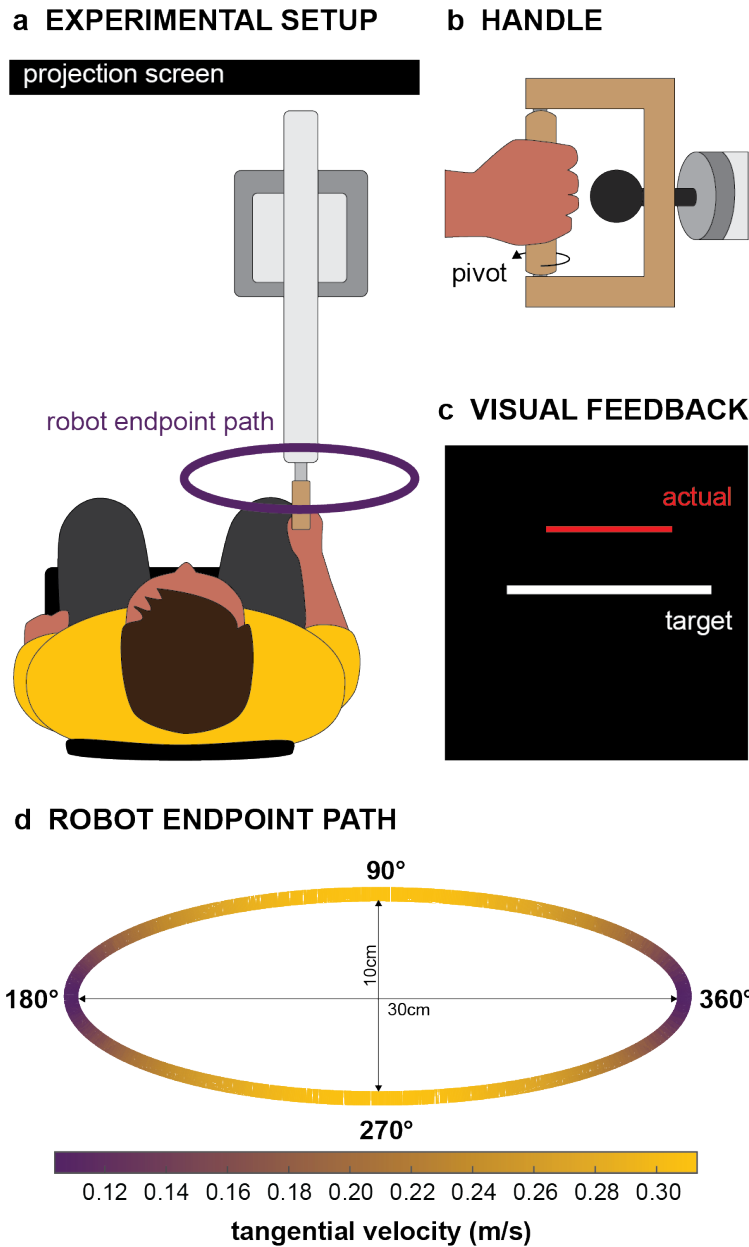 a EXPERIMENTAL SETUP
projection screen
robot endpoint path
b HANDLE
pivot
c VISUAL FEEDBACK
actual
target
d ROBOT ENDPOINT PATH
90°
10cm
180°
30cm
360°
270°
0.12 0.14 0.16 0.18 0.20 0.22 0.24 0.26 0.28 0.30
tangential velocity (m/s)